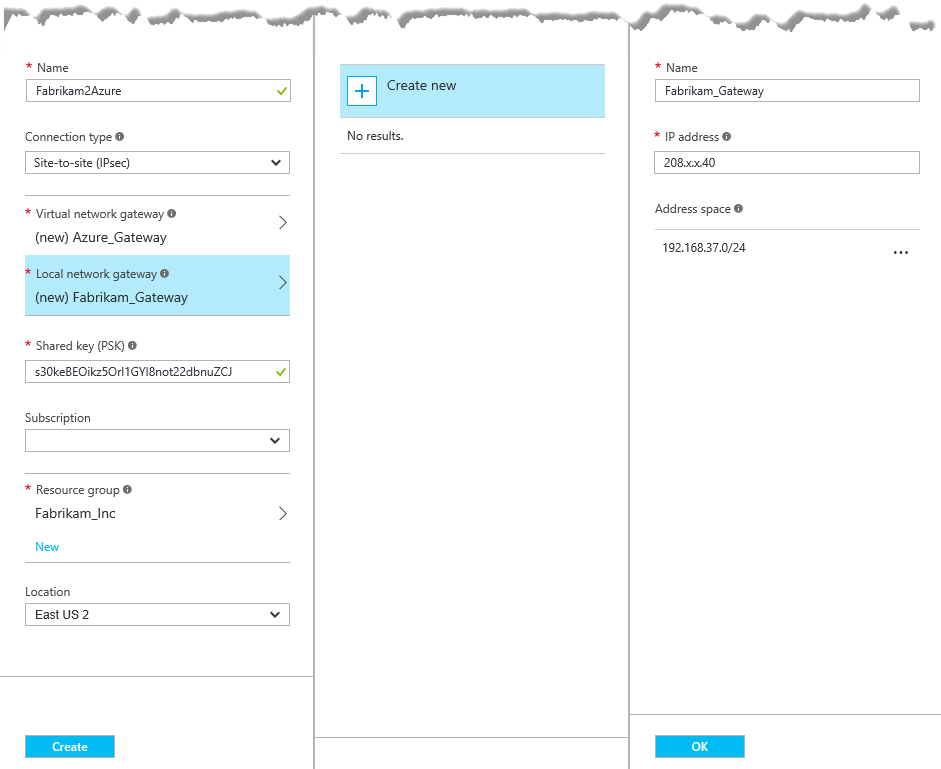 * Name
Fabrikam2Azure
Connection type
Site-to-site (IPsec)
* Virtual network gateway
(new) Azure_Gateway
* Local network gateway
(new) Fabrikam_Gateway
* Shared key (PSK)
s30keBEOikz5OrI1GYI8not22dbnuZCJ
Subscription
* Resource group
Fabrikam_Inc
New
Location
East US 2
Create
Create new
No results.
* Name
Fabrikam_Gateway
* IP address
208.x.x.40
Address space
192.168.37.0/24
...
OK